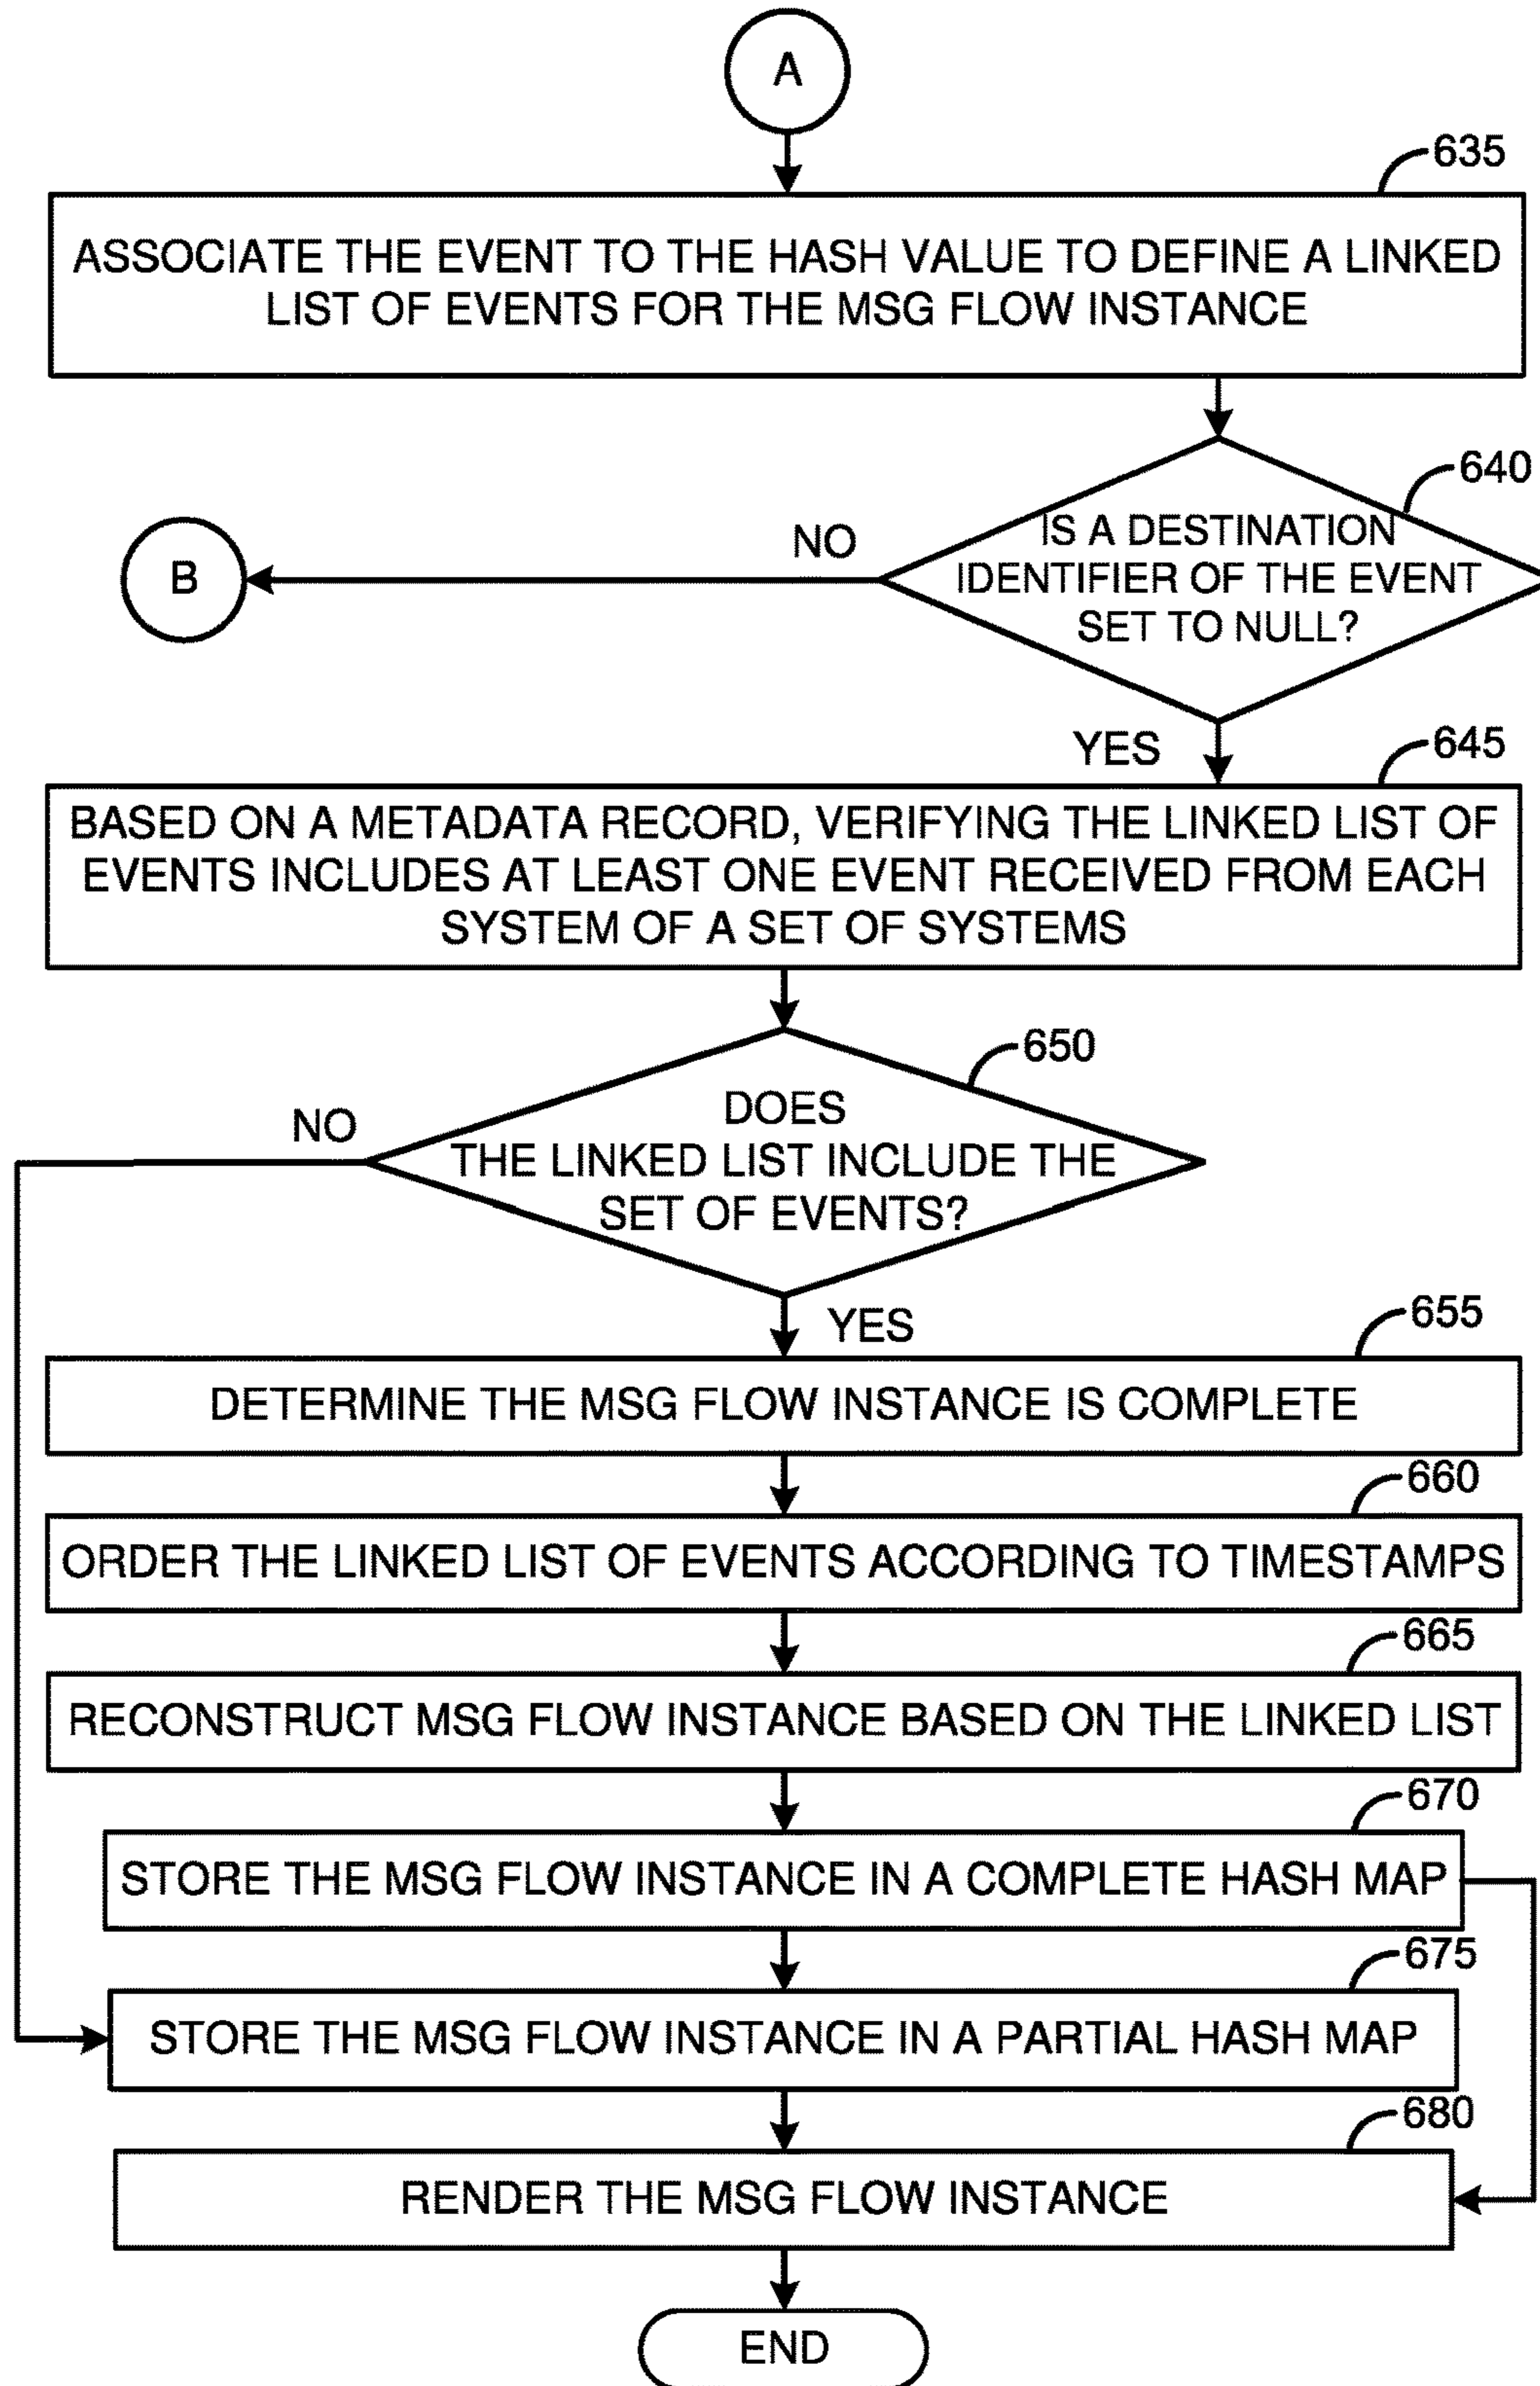 A
635
ASSOCIATE THE EVENT TO THE HASH VALUE TO DEFINE A LINKED
LIST OF EVENTS FOR THE MSG FLOW INSTANCE
640
IS A DESTINATION
IDENTIFIER OF THE EVENT
SET TO NULL?
NO
B
YES
645
BASED ON A METADATA RECORD, VERIFYING THE LINKED LIST OF
EVENTS INCLUDES AT LEAST ONE EVENT RECEIVED FROM EACH
SYSTEM OF A SET OF SYSTEMS
650
DOES
THE LINKED LIST INCLUDE THE
SET OF EVENTS?
NO
YES
655
DETERMINE THE MSG FLOW INSTANCE IS COMPLETE
660
ORDER THE LINKED LIST OF EVENTS ACCORDING TO TIMESTAMPS
665
RECONSTRUCT MSG FLOW INSTANCE BASED ON THE LINKED LIST
670
STORE THE MSG FLOW INSTANCE IN A COMPLETE HASH MAP
675
STORE THE MSG FLOW INSTANCE IN A PARTIAL HASH MAP
680
RENDER THE MSG FLOW INSTANCE
END